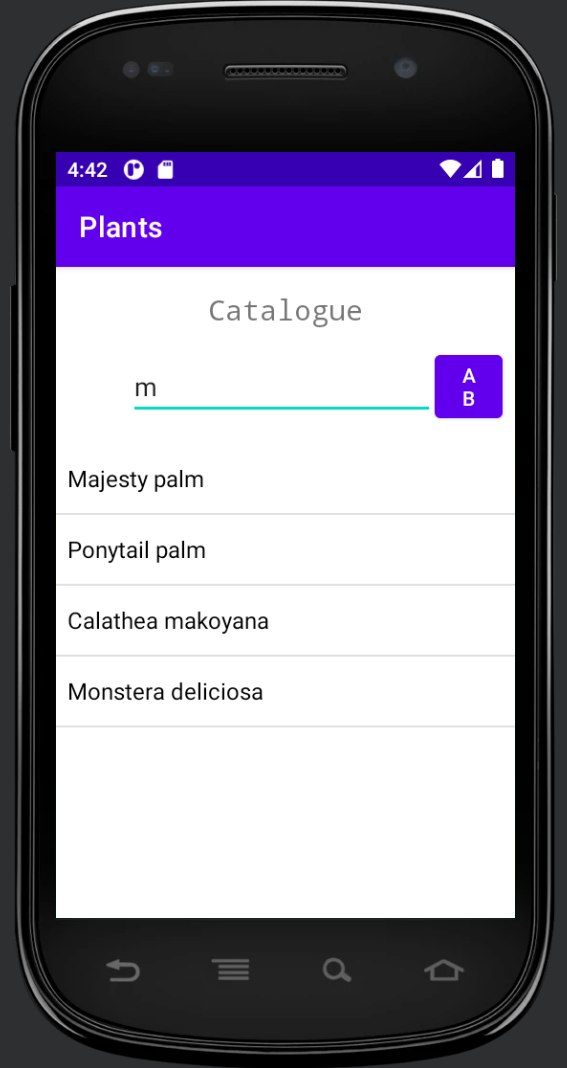 4:42
Plants
Catalogue
m
A
B
Majesty palm
Ponytail palm
Calathea makoyana
Monstera deliciosa